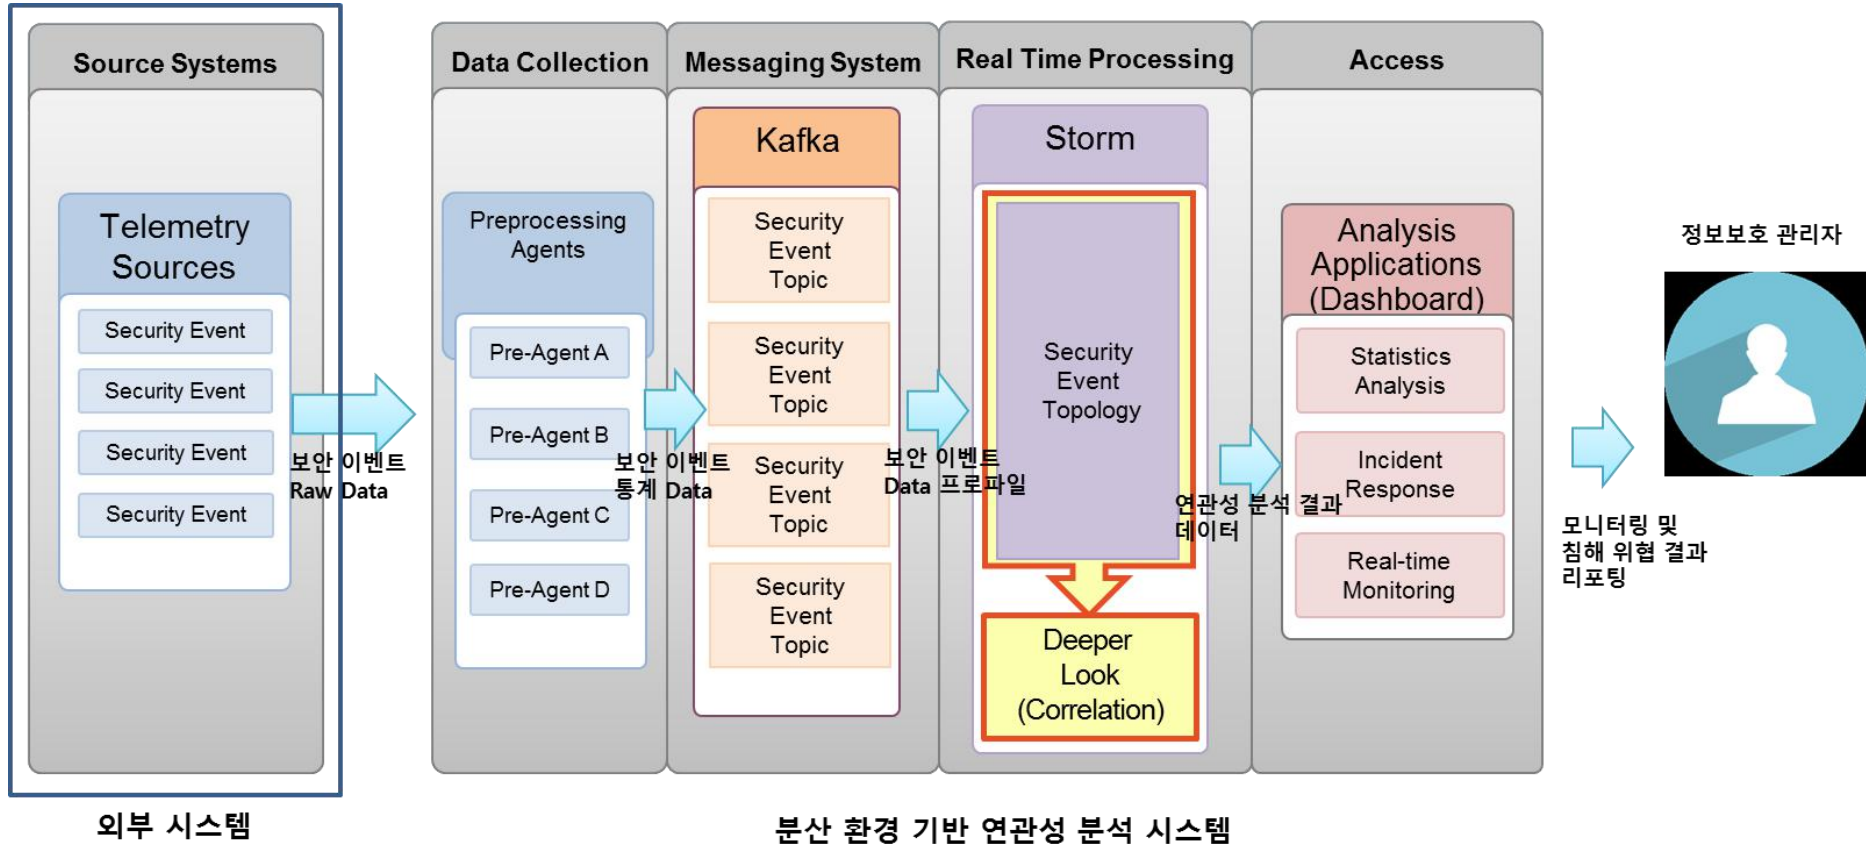 Source Systems
Telemetry
Sources
Security Event
Security Event
Security Event
Security Event
보안 이벤트
Raw Data
외부 시스템
Data Collection
Preprocessing
Agents
Pre-Agent A
Pre-Agent B
Pre-Agent C
Pre-Agent D
보안 이벤트
통계 Data
Messaging System
Kafka
Security
Event
Topic
Security
Event
Topic
Security
Event
Topic
Security
Event
Topic
보안 이벤트
Data 프로파일
Real Time Processing
Storm
Security
Event
Topology
Deeper
Look
(Correlation)
연관성 분석 결과
데이터
Access
Analysis
Applications
(Dashboard)
Statistics
Analysis
Incident
Response
Real-time
Monitoring
정보보호 관리자
모니터링 및
침해 위협 결과
리포팅
분산 환경 기반 연관성 분석 시스템